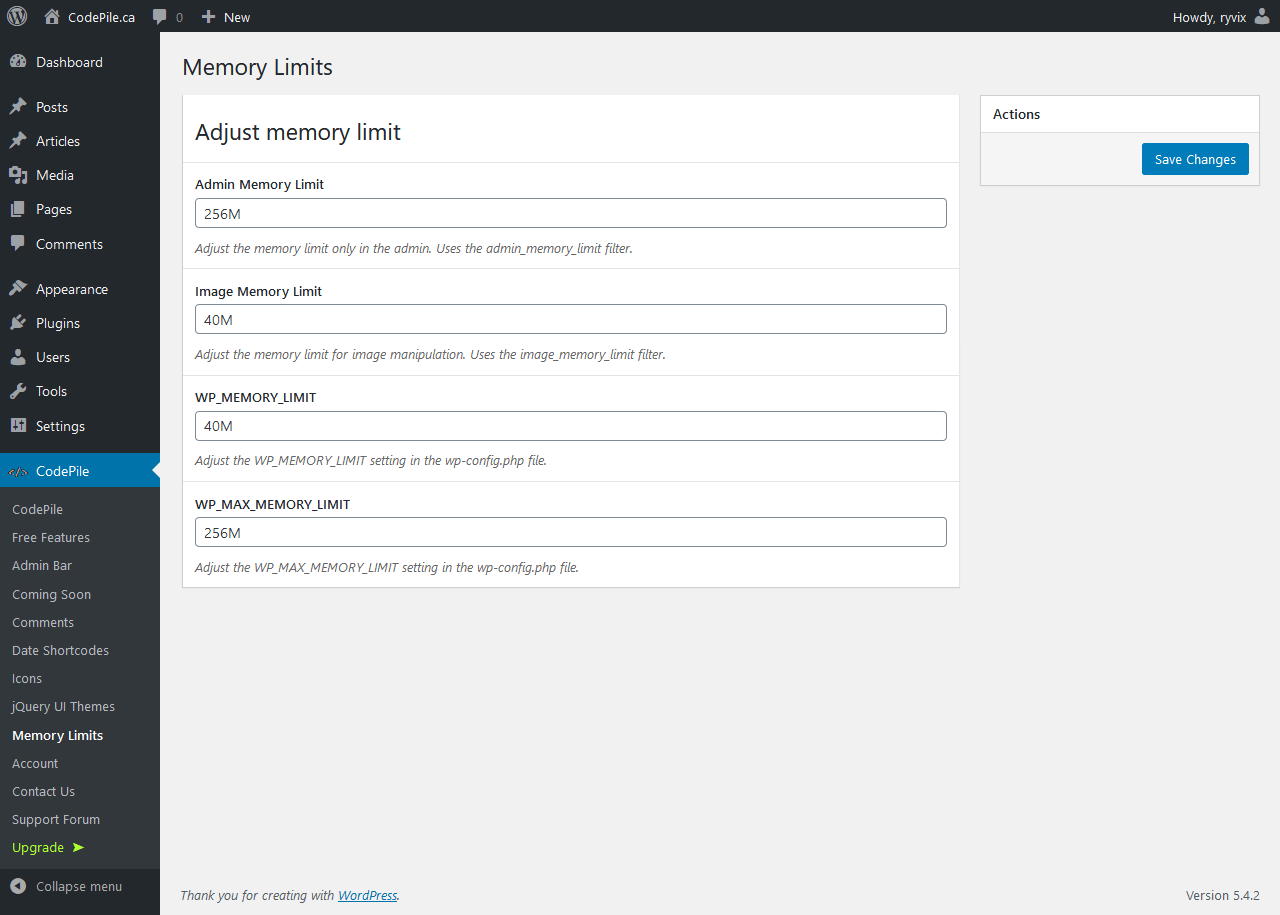 CodePile.ca 0 New Howdy, ryvix
Dashboard
Posts
Articles
Media
Pages
Comments
Appearance
Plugins
Users
Tools
Settings
</> CodePile
CodePile
Free Features
Admin Bar
Coming Soon
Comments
Date Shortcodes
Icons
jQuery UI Themes
Memory Limits
Account
Contact Us
Support Forum
Upgrade ➤
Collapse menu
Memory Limits
Adjust memory limit
Admin Memory Limit
256M
Adjust the memory limit only in the admin. Uses the admin_memory_limit filter.
Image Memory Limit
40M
Adjust the memory limit for image manipulation. Uses the image_memory_limit filter.
WP_MEMORY_LIMIT
40M
Adjust the WP_MEMORY_LIMIT setting in the wp-config.php file.
WP_MAX_MEMORY_LIMIT
256M
Adjust the WP_MAX_MEMORY_LIMIT setting in the wp-config.php file.
Actions
Save Changes
Thank you for creating with WordPress.
Version 5.4.2